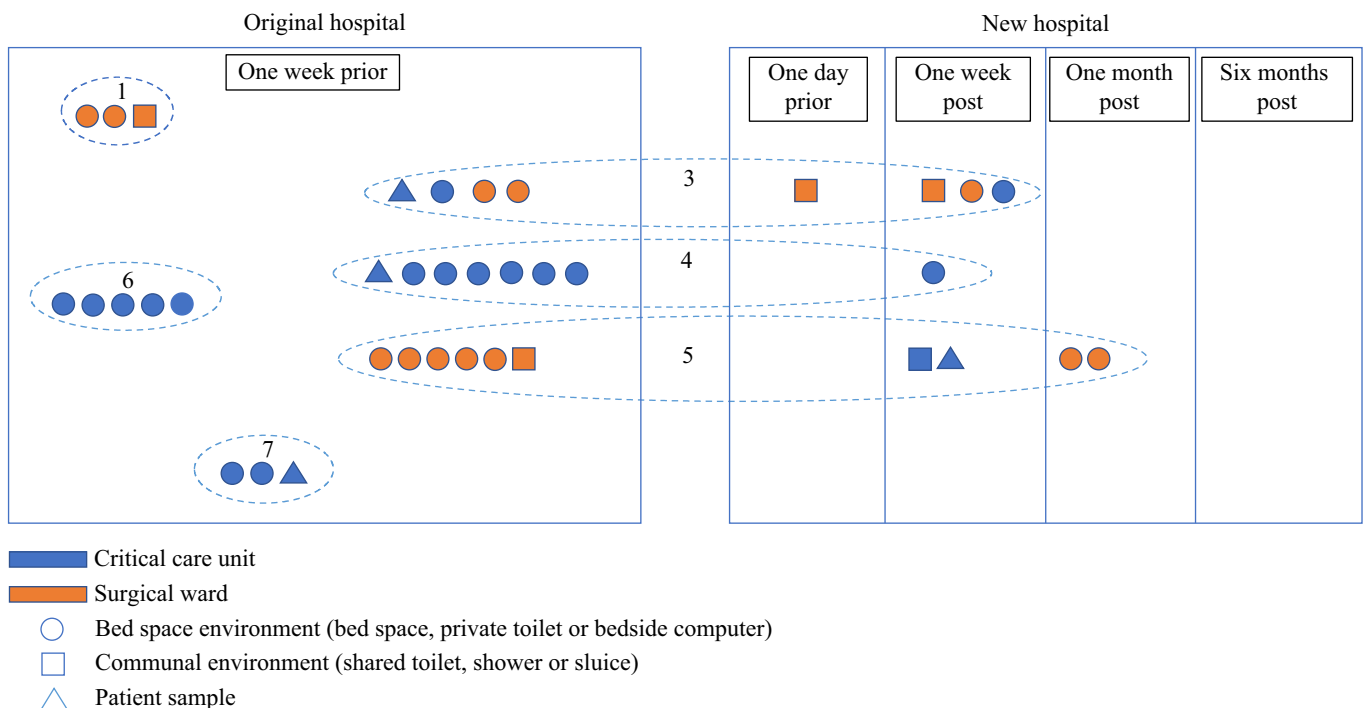 Original hospital
New hospital
One week prior
One day
prior
One week
post
One month
post
Six months
post
1
3
4
6
5
7
Critical care unit
Surgical ward
Bed space environment (bed space, private toilet or bedside computer)
Communal environment (shared toilet, shower or sluice)
Patient sample